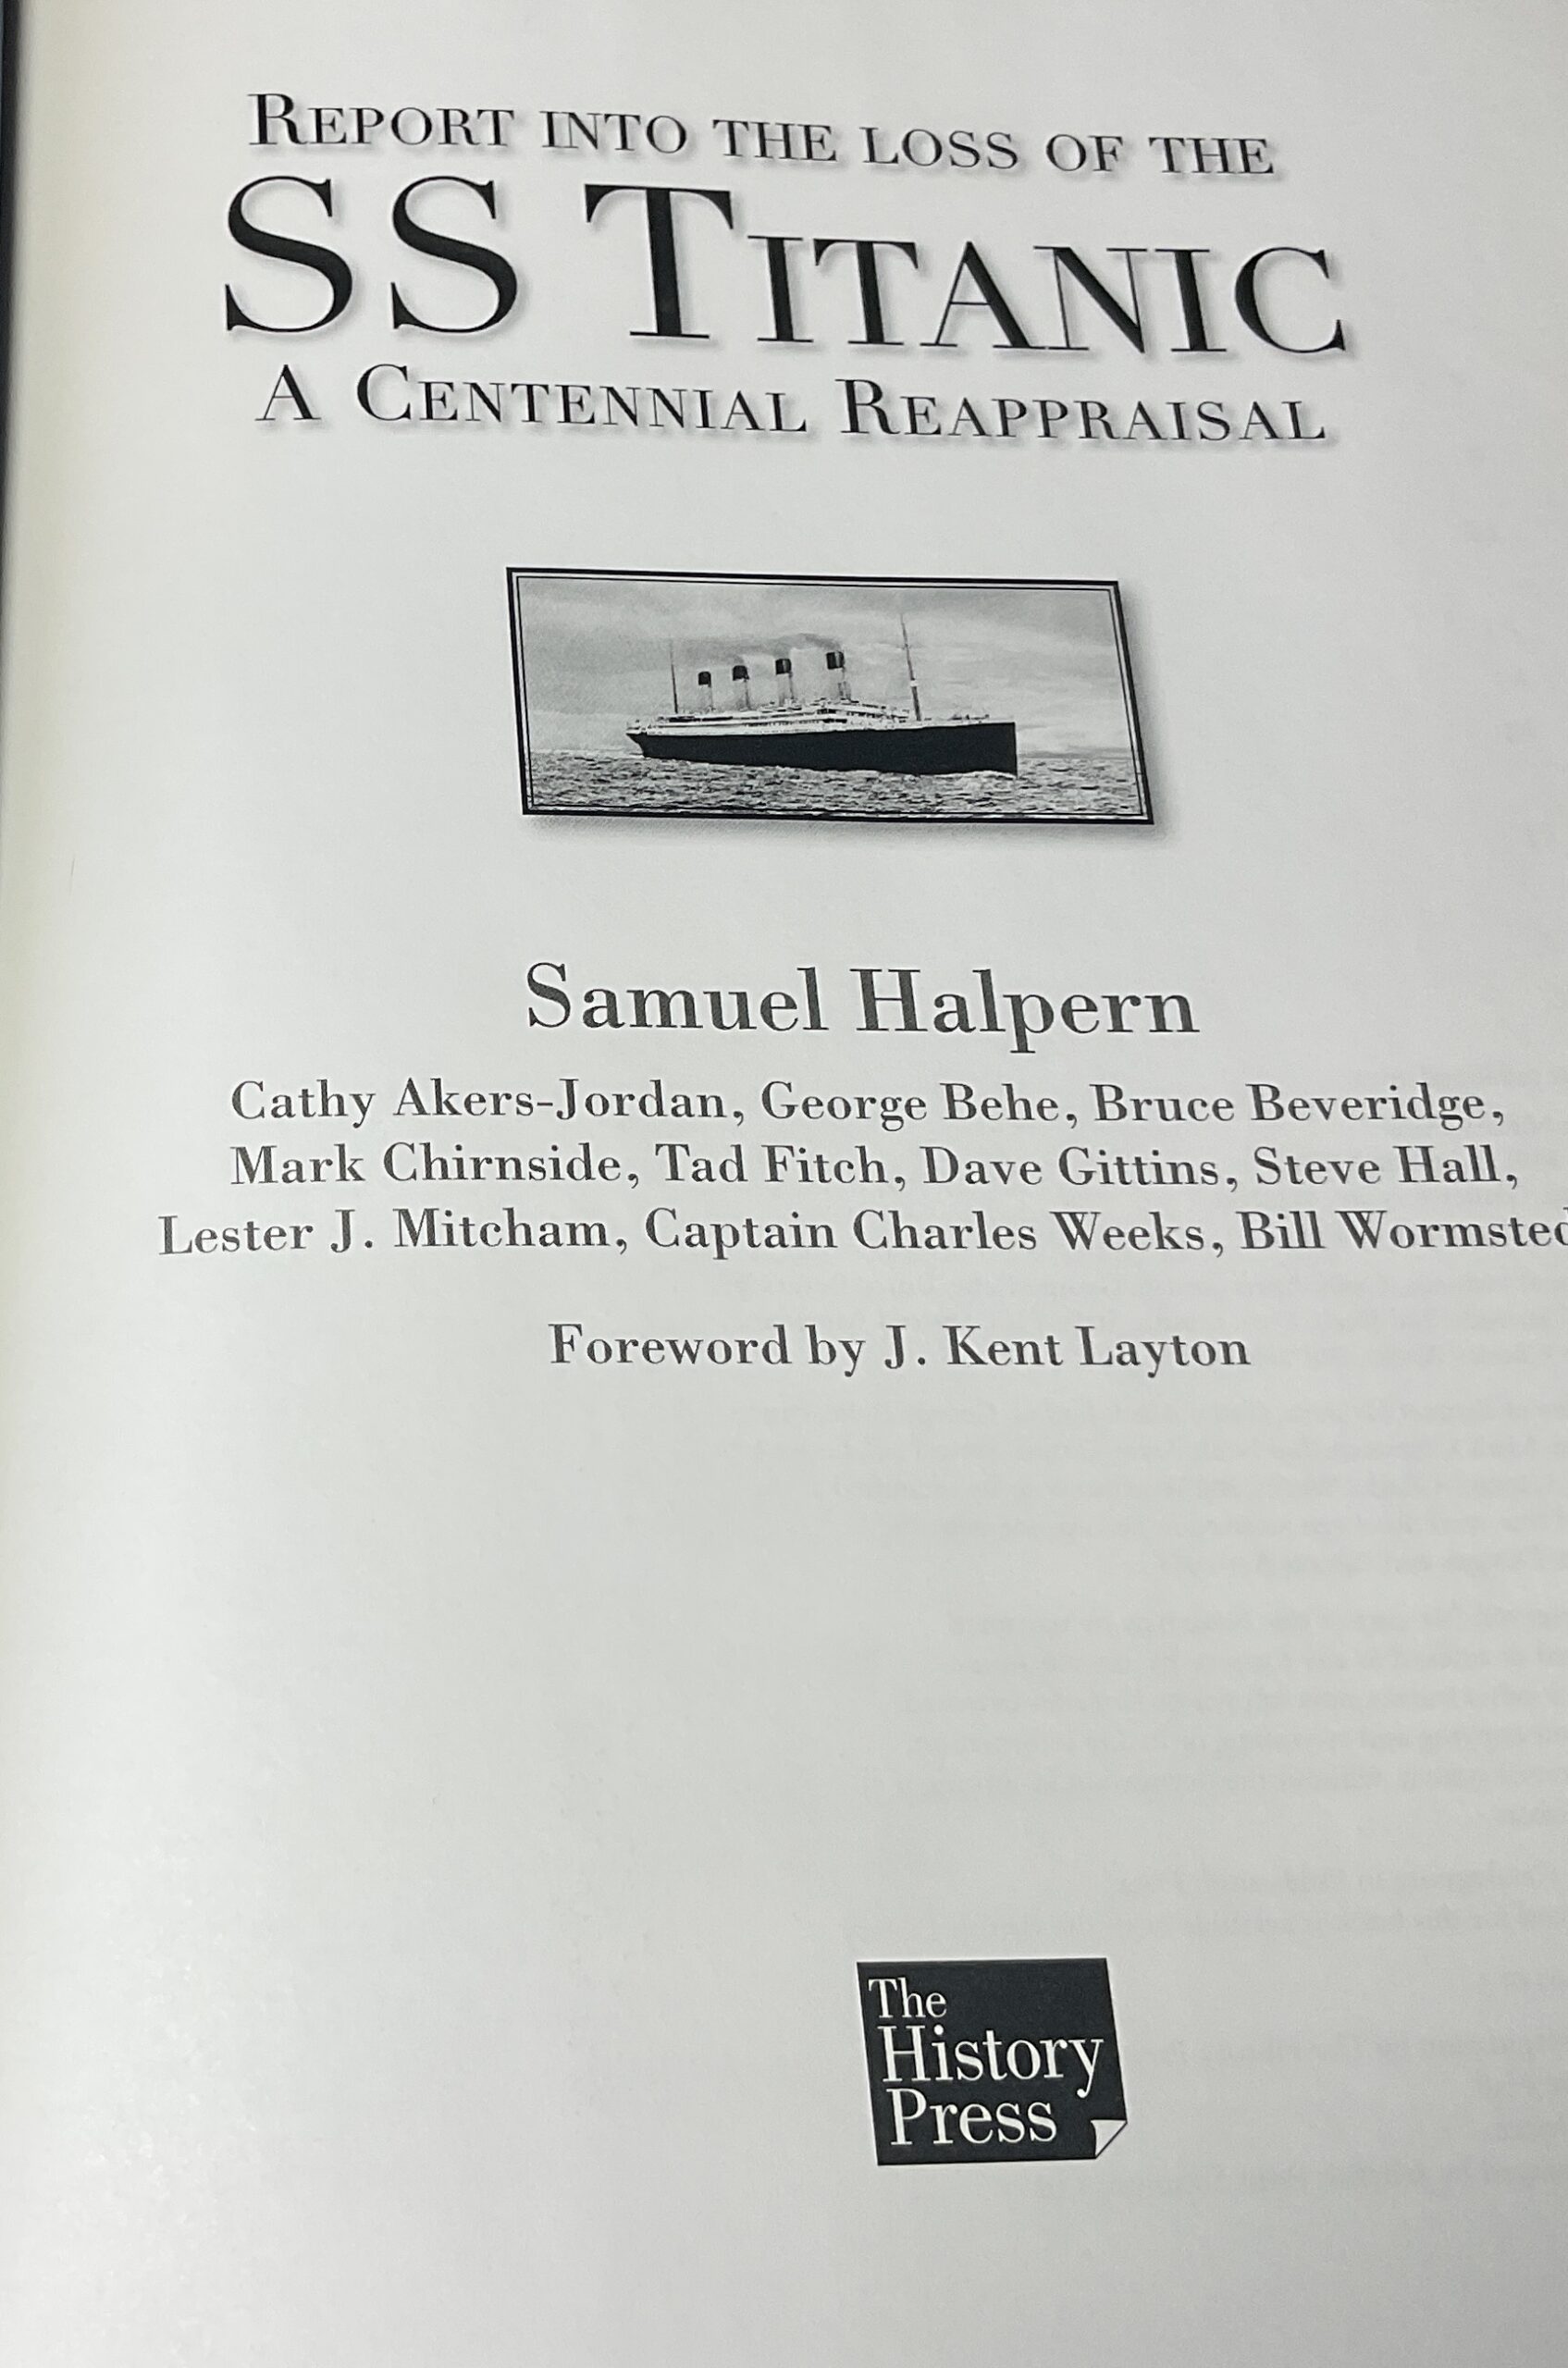 REPORT INTO THE LOSS OF THE
SS TITANIC
A CENTENNIAL REAPPRAISAL
Samuel Halpern
Cathy Akers-Jordan, George Behe, Bruce Beveridge,
Mark Chirnside, Tad Fitch, Dave Gittins, Steve Hall,
Lester J. Mitcham, Captain Charles Weeks, Bill Wormsted
Foreword by J. Kent Layton
The
History
Press